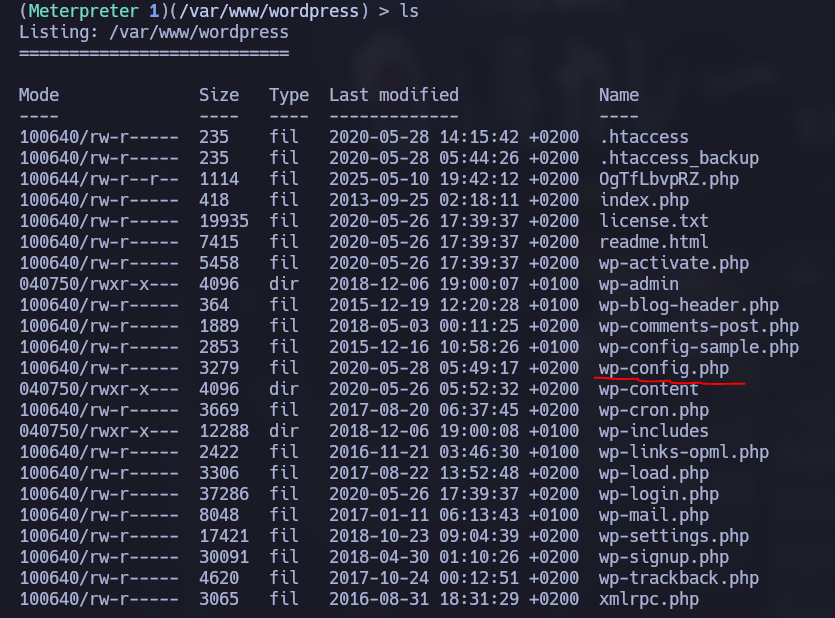 (Meterpreter 1)(/var/www/wordpress) > ls
Listing: /var/www/wordpress
===========================
Mode Size Type Last modified Name
---- ---- ---- ------------- ----
100640/rw-r----- 235 fil 2020-05-28 14:15:42 +0200 .htaccess
100640/rw-r----- 235 fil 2020-05-28 05:44:26 +0200 .htaccess_backup
100644/rw-r--r-- 1114 fil 2025-05-10 19:42:12 +0200 OgTfLbvpRZ.php
100640/rw-r----- 418 fil 2013-09-25 02:18:11 +0200 index.php
100640/rw-r----- 19935 fil 2020-05-26 17:39:37 +0200 license.txt
100640/rw-r----- 7415 fil 2020-05-26 17:39:37 +0200 readme.html
100640/rw-r----- 5458 fil 2020-05-26 17:39:37 +0200 wp-activate.php
040750/rwxr-x--- 4096 dir 2018-12-06 19:00:07 +0100 wp-admin
100640/rw-r----- 364 fil 2015-12-19 12:20:28 +0100 wp-blog-header.php
100640/rw-r----- 1889 fil 2018-05-03 00:11:25 +0200 wp-comments-post.php
100640/rw-r----- 2853 fil 2015-12-16 10:58:26 +0100 wp-config-sample.php
100640/rw-r----- 3279 fil 2020-05-28 05:49:17 +0200 wp-config.php
040750/rwxr-x--- 4096 dir 2020-05-26 05:52:32 +0200 wp-content
100640/rw-r----- 3669 fil 2017-08-20 06:37:45 +0200 wp-cron.php
040750/rwxr-x--- 12288 dir 2018-12-06 19:00:08 +0100 wp-includes
100640/rw-r----- 2422 fil 2016-11-21 03:46:30 +0100 wp-links-opml.php
100640/rw-r----- 3306 fil 2017-08-22 13:52:48 +0200 wp-load.php
100640/rw-r----- 37286 fil 2020-05-26 17:39:37 +0200 wp-login.php
100640/rw-r----- 8048 fil 2017-01-11 06:13:43 +0100 wp-mail.php
100640/rw-r----- 17421 fil 2018-10-23 09:04:39 +0200 wp-settings.php
100640/rw-r----- 30091 fil 2018-04-30 01:10:26 +0200 wp-signup.php
100640/rw-r----- 4620 fil 2017-10-24 00:12:51 +0200 wp-trackback.php
100640/rw-r----- 3065 fil 2016-08-31 18:31:29 +0200 xmlrpc.php